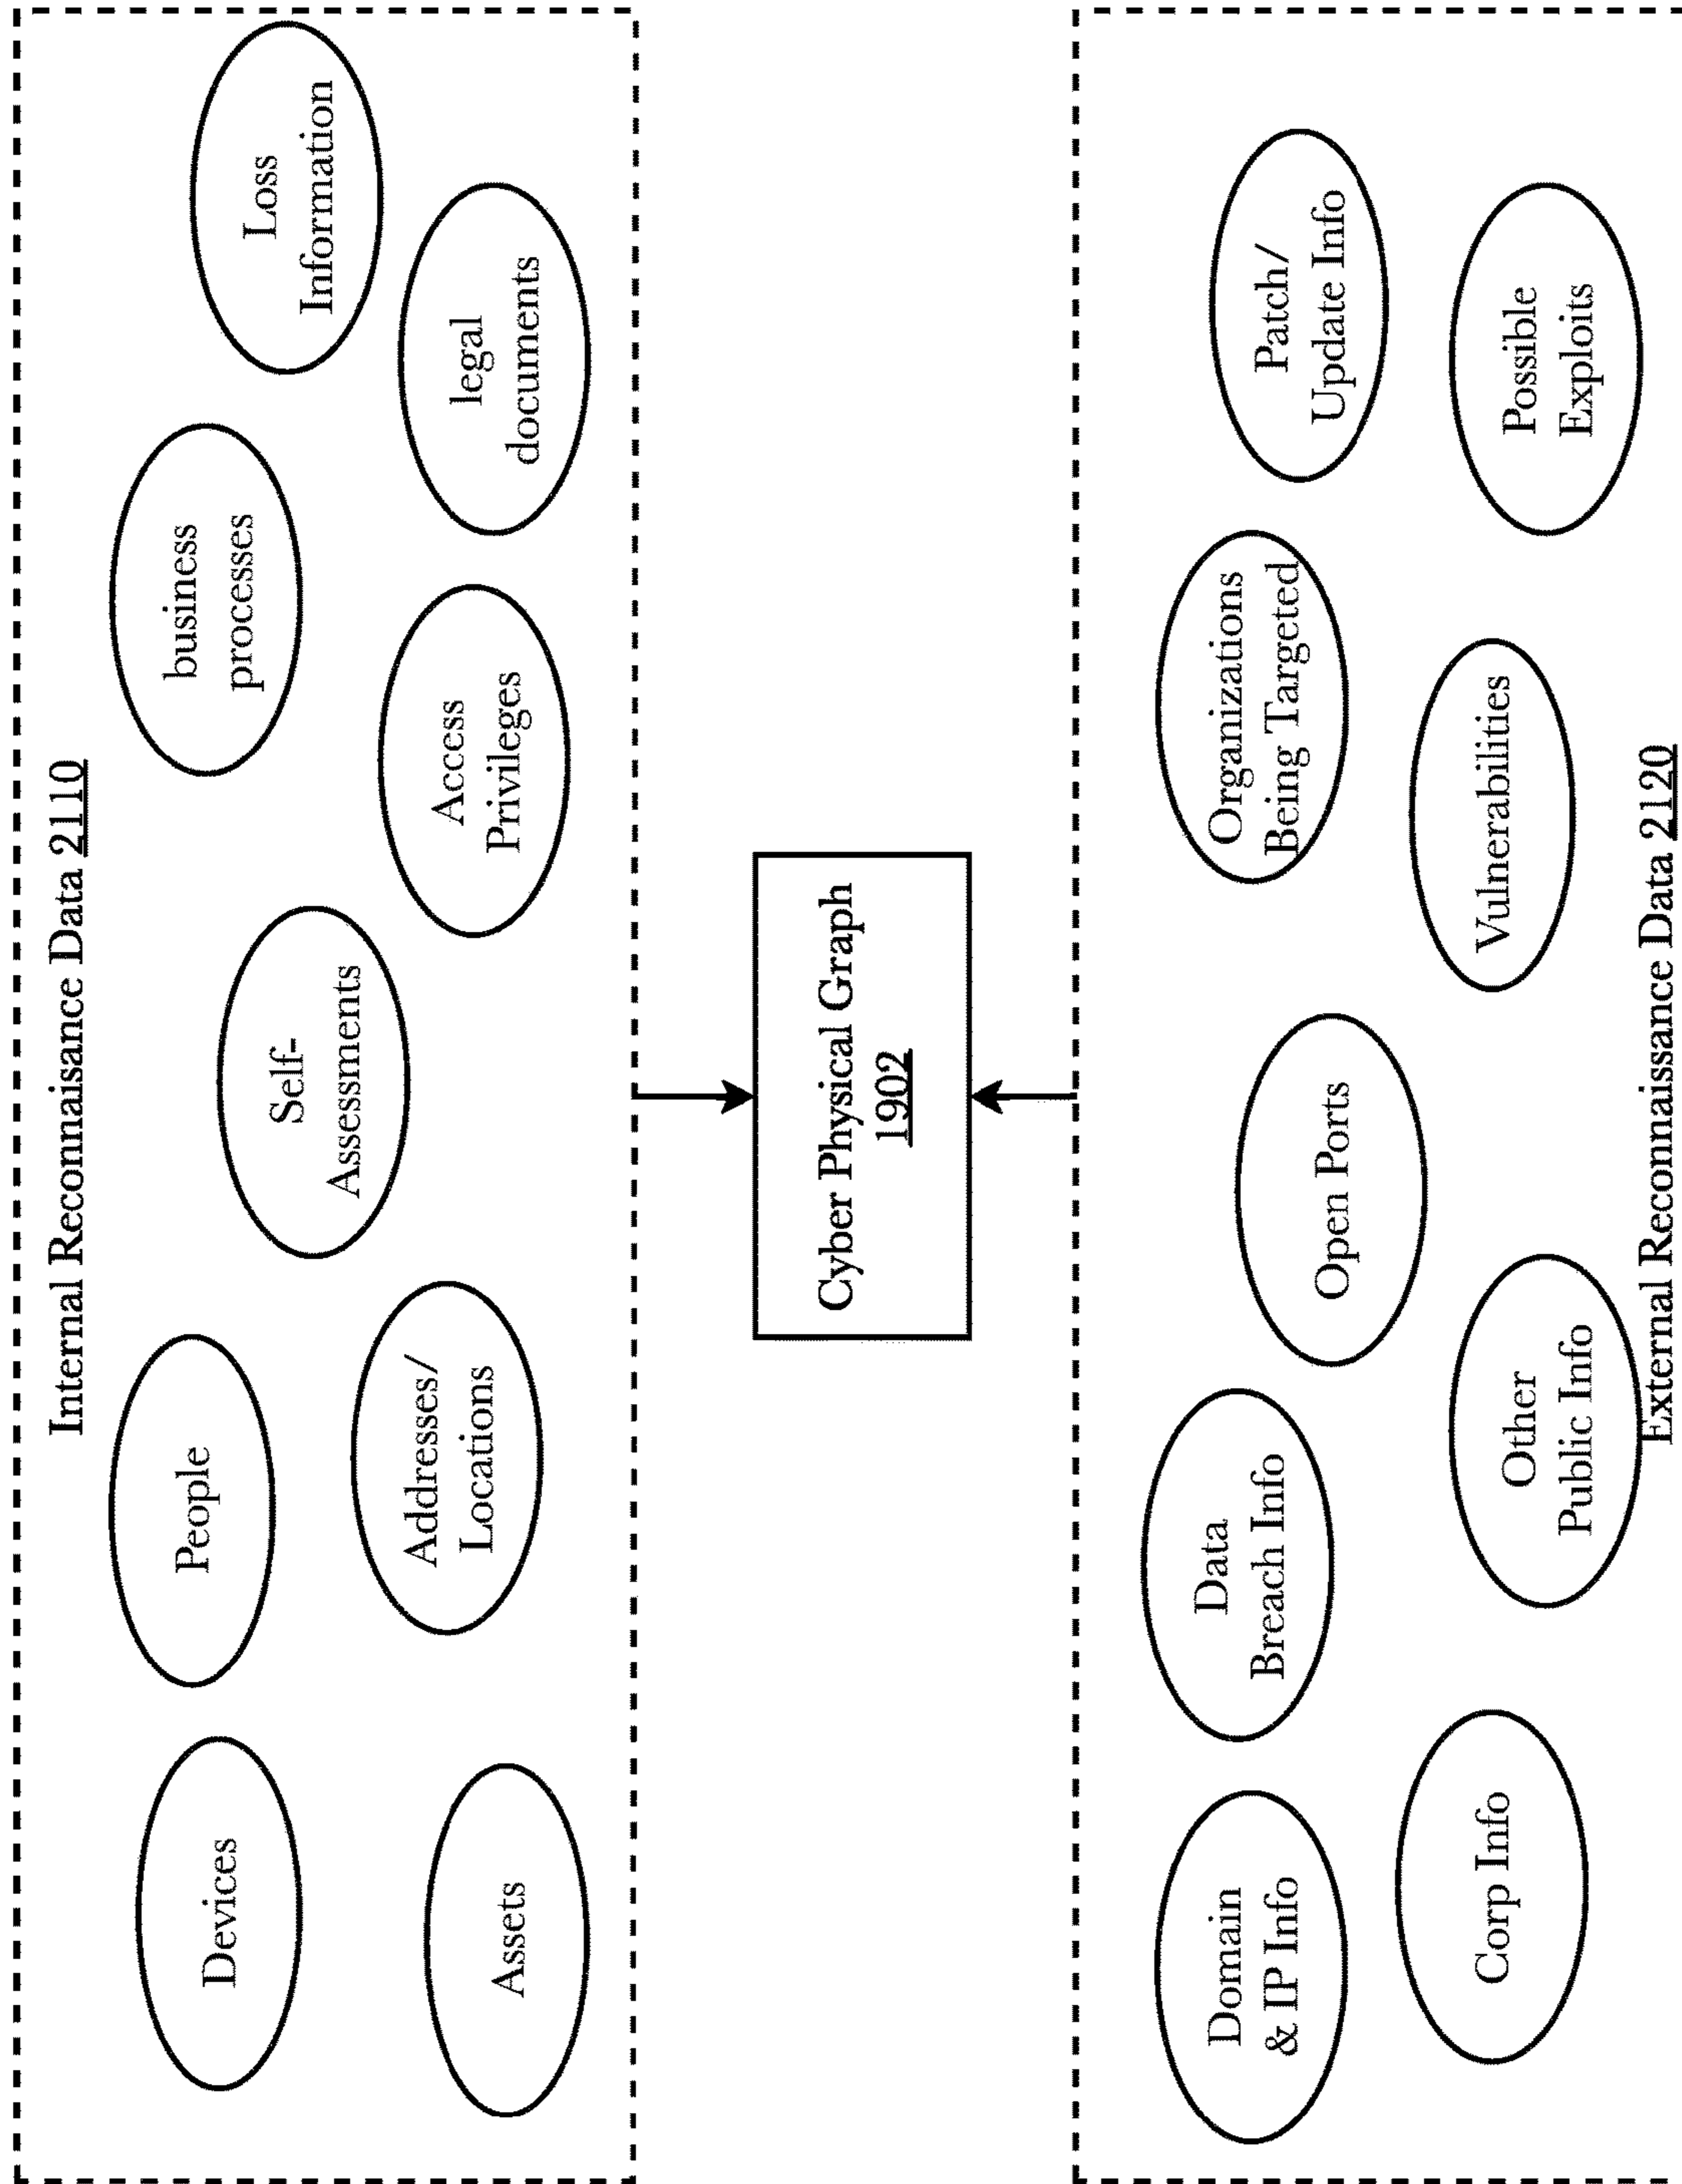 Internal Reconnaisance Data 2110
Devices
People
business
processes
Loss
Information
Self-
Assessments
Assets
Addresses/
Locations
Access
Privileges
legal
documents
Cyber Physical Graph
1902
Domain
& IP Info
Data
Breach Info
Organizations
Being Targeted
Patch/
Update Info
Open Ports
Corp Info
Other
Public Info
Vulnerabilities
Possible
Exploits
External Reconnaissance Data 2120